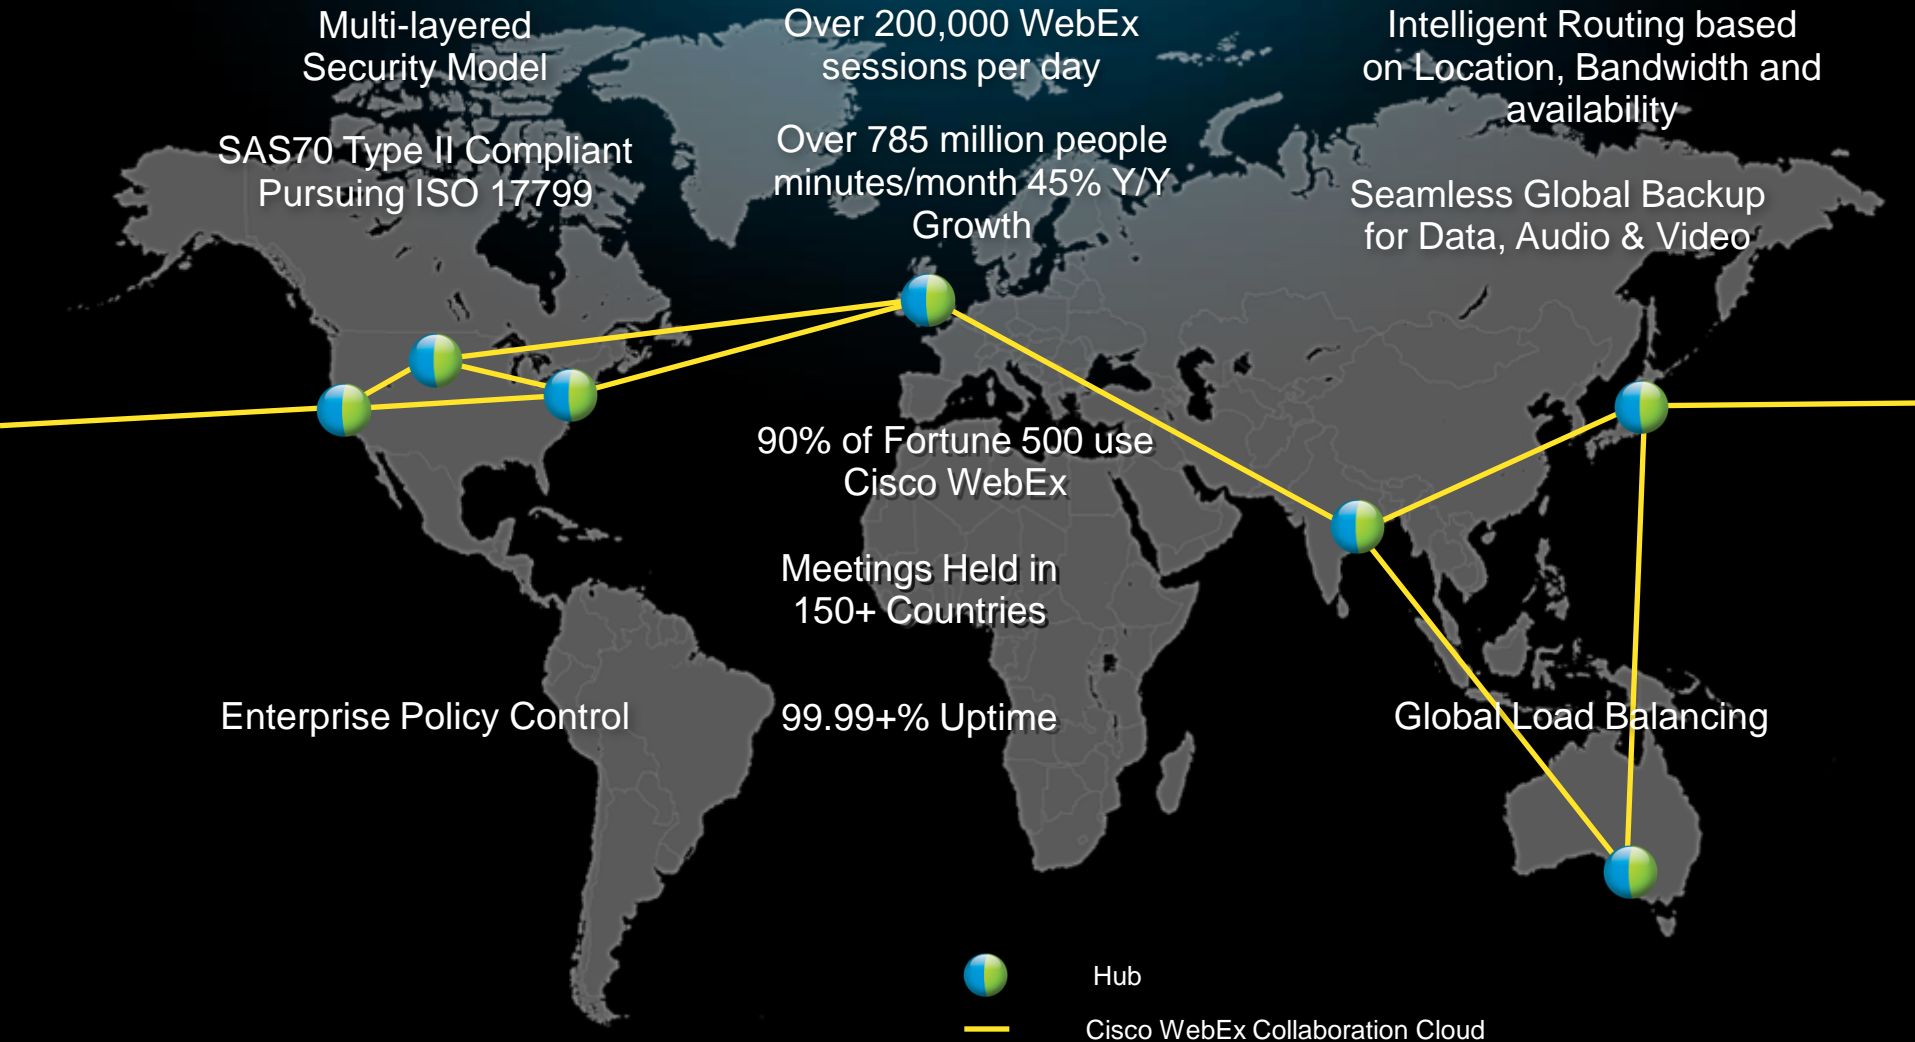 Multi-layered
Security Model
SAS70 Type II Compliant
Pursuing ISO 17799
Over 200,000 WebEx
sessions per day
Over 785 million people
minutes/month 45% Y/Y
Growth
Intelligent Routing based
on Location, Bandwidth and
availability
Seamless Global Backup
for Data, Audio & Video
90% of Fortune 500 use
Cisco WebEx
Meetings Held in
150+ Countries
Enterprise Policy Control
99.99+% Uptime
Global Load Balancing
Hub
Cisco WebEx Collaboration Cloud